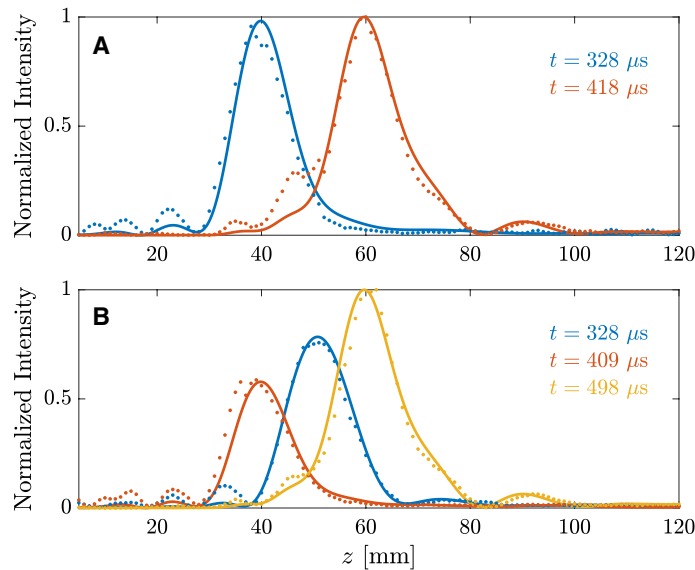 A
Normalized Intensity
1
0.5
0
t = 328 μs
t = 418 μs
20 40 60 80 100 120
B
Normalized Intensity
1
0.5
0
t = 328 μs
t = 409 μs
t = 498 μs
20 40 60 80 100 120
z [mm]